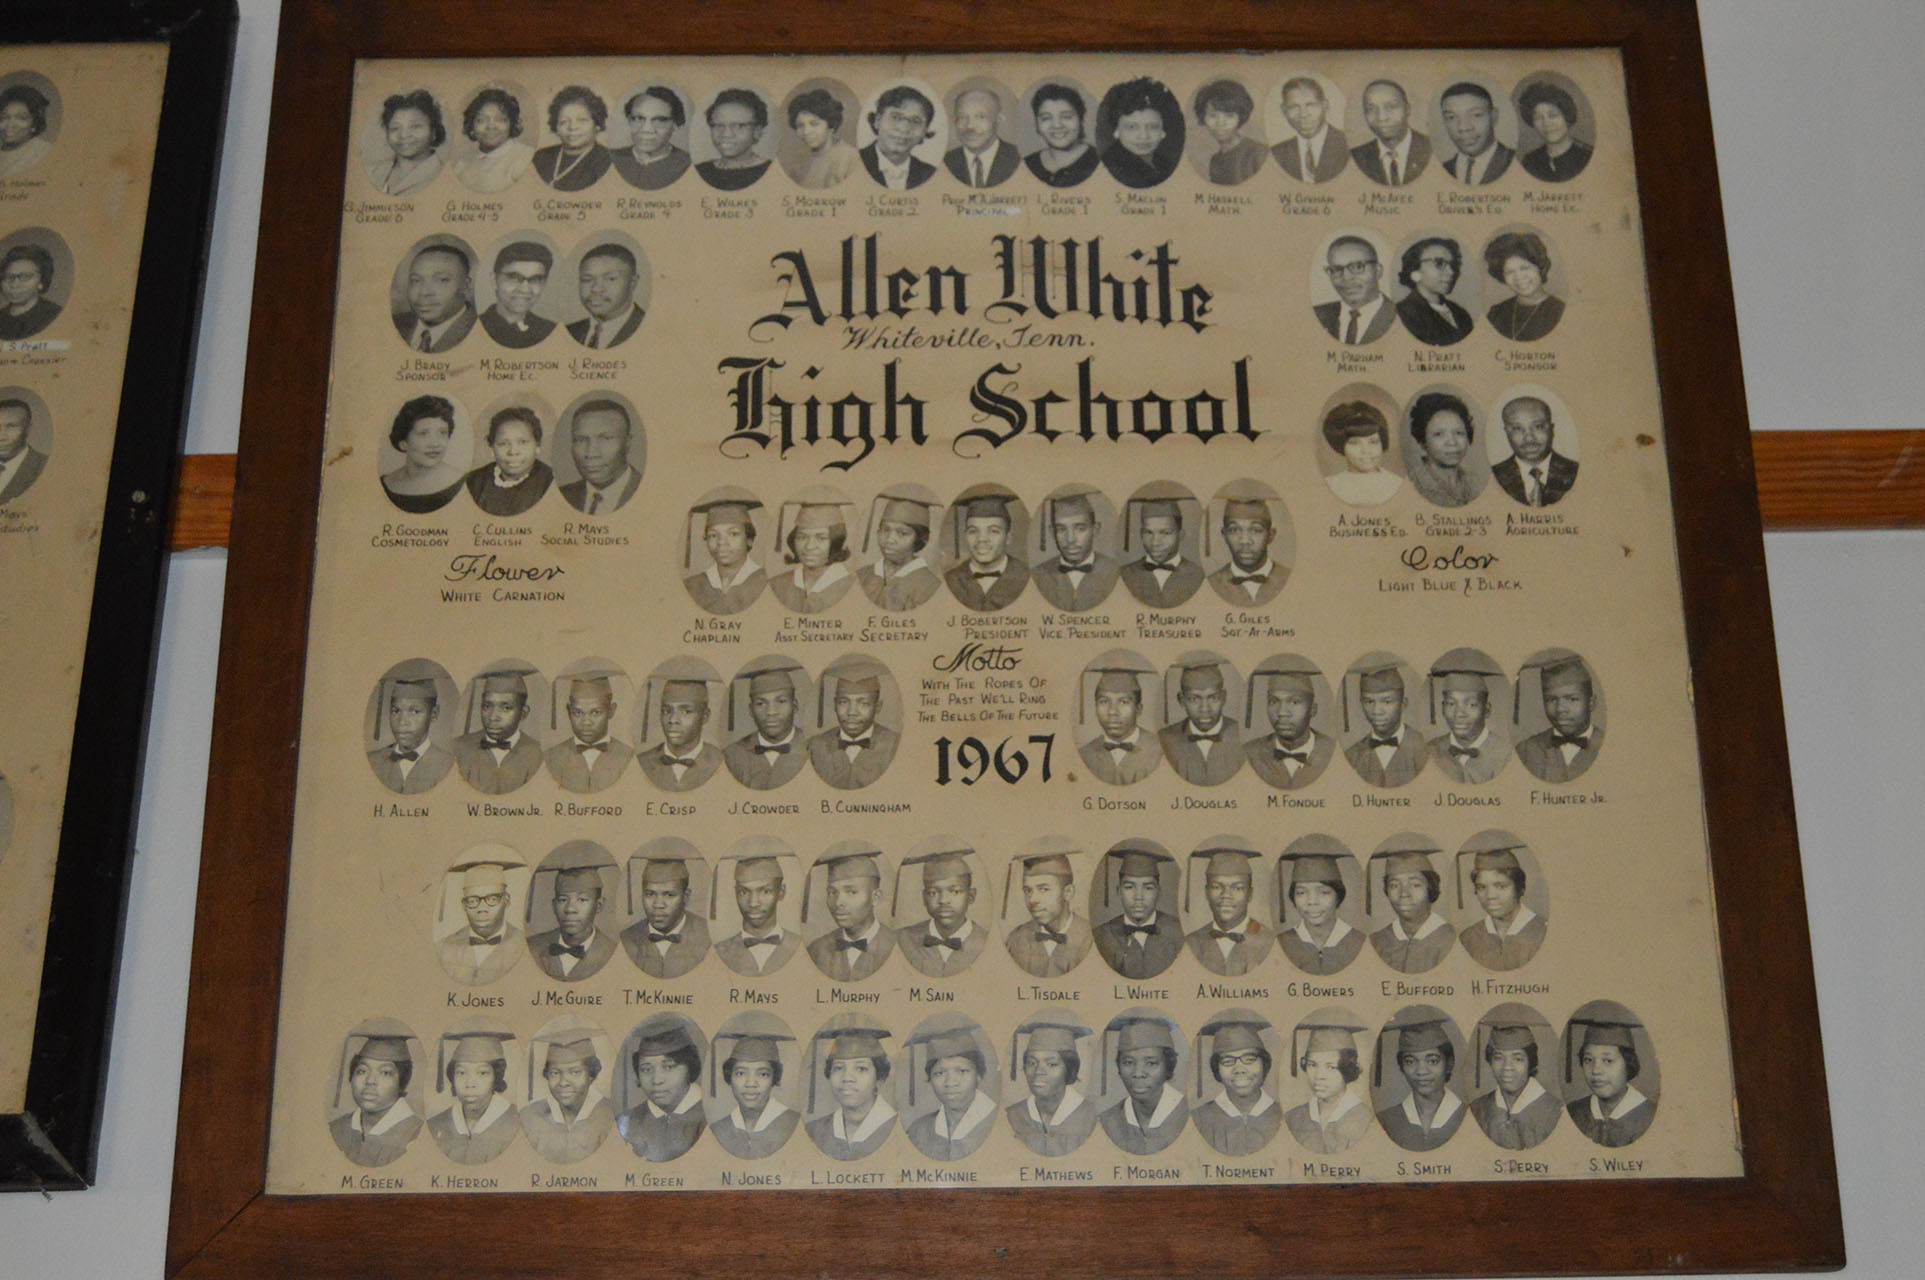 G. Jimmieson
Grade 6
G. Holmes
Grade 4-5
G. Crowder
Grade 5
R. Reynolds
Grade 4
E. Wilkes
Grade 3
S. Morrow
Grade 1
J. Curtis
Grade 2
Prof. M. A. Jarrett
Principal
L. Rivers
Grade 1
S. Maclin
Grade 1
M. Haskell
Math.
W. Givhan
Grade 6
J. McAfee
Music
E. Robertson
Driver's Ed.
M. Jarrett
Home Ec.
Allen White
Whiteville, Tenn.
High School
J. Brady
Sponsor
M. Robertson
Home Ec.
J. Rhodes
Science
M. Parham
Math.
N. Pratt
Librarian
C. Horton
Sponsor
R. Goodman
Cosmetology
C. Cullins
English
R. Mays
Social Studies
A. Jones
Business Ed.
B. Stallings
Grade 2-3
A. Harris
Agriculture
Flower
White Carnation
Color
Light Blue & Black
N. Gray
Chaplain
E. Minter
Asst. Secretary
F. Giles
Secretary
J. Bobertson
President
W. Spencer
Vice. President
R. Murphy
Treasurer
G. Giles
Sgt.-At-Arms
Motto
With The Ropes Of
The Past We'll Ring
The Bells Of The Future
1967
H. Allen
W. Brown Jr.
R. Bufford
E. Crisp
J. Crowder
B. Cunningham
G. Dotson
J. Douglas
M. Fondue
D. Hunter
J. Douglas
F. Hunter Jr.
K. Jones
J. McGuire
T. McKinnie
R. Mays
L. Murphy
M. Sain
L. Tisdale
L. White
A. Williams
G. Bowers
E. Bufford
H. Fitzhugh
M. Green
K. Herron
R. Jarmon
M. Green
N. Jones
L. Lockett
M. McKinnie
E. Mathews
F. Morgan
T. Norment
M. Perry
S. Smith
S. Perry
S. Wiley
Holmes
Grade
S. Pratt
Mays
Studies